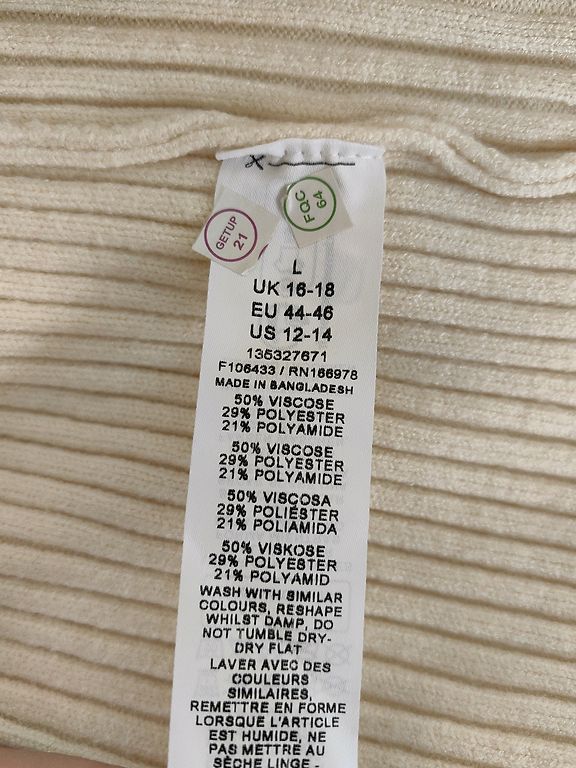 GETUP
21
FQC
64
L
UK 16-18
EU 44-46
US 12-14
135327671
F106433 / RN166978
MADE IN BANGLADESH
50% VISCOSE
29% POLYESTER
21% POLYAMIDE
50% VISCOSE
29% POLYESTER
21% POLYAMIDE
50% VISCOSA
29% POLIÉSTER
21% POLIAMIDA
50% VISKOSE
29% POLYESTER
21% POLYAMID
WASH WITH SIMILAR
COLOURS, RESHAPE
WHILST DAMP, DO
NOT TUMBLE DRY-
DRY FLAT
LAVER AVEC DES
COULEURS
SIMILAIRES,
REMETTRE EN FORME
LORSQUE L'ARTICLE
EST HUMIDE, NE
PAS METTRE AU
SÈCHE LINGE -